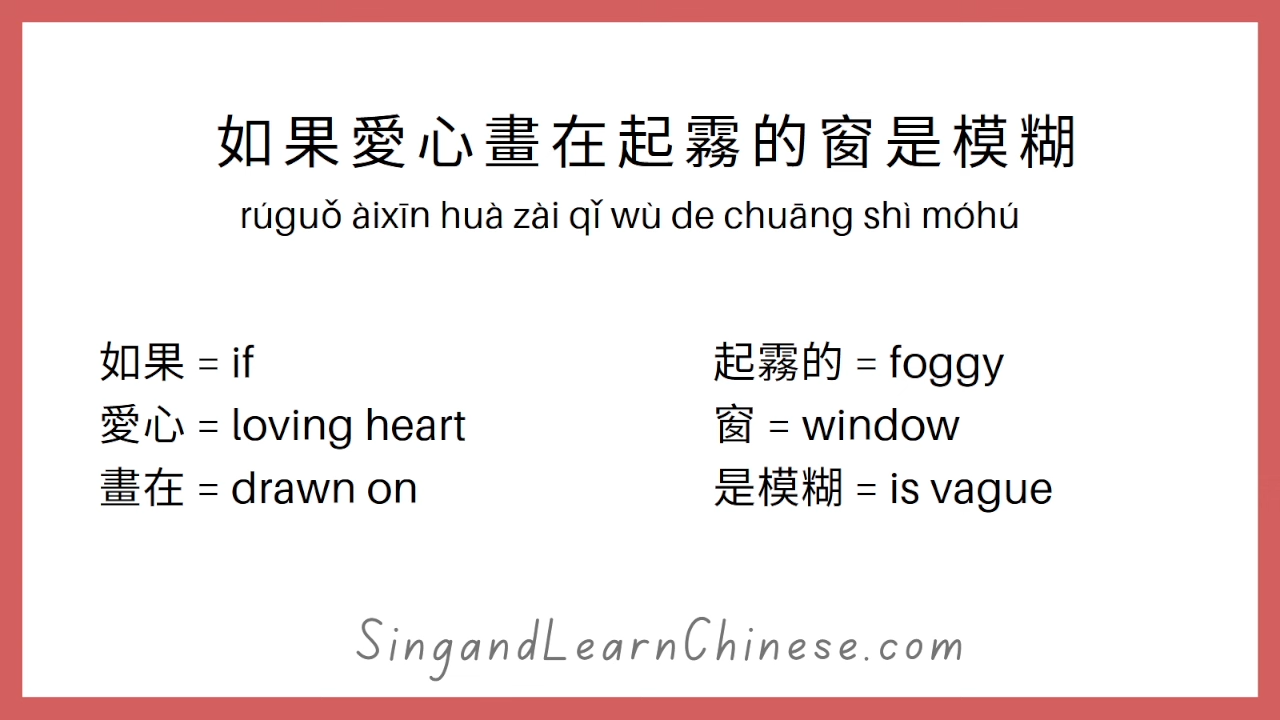 如果愛心畫在起霧的窗是模糊
rúguǒ àixīn huà zài qǐ wù de chuāng shì móhú
如果 = if
愛心 = loving heart
畫在 = drawn on
起霧的 = foggy
窗 = window
是模糊 = is vague
SingandLearnChinese.com